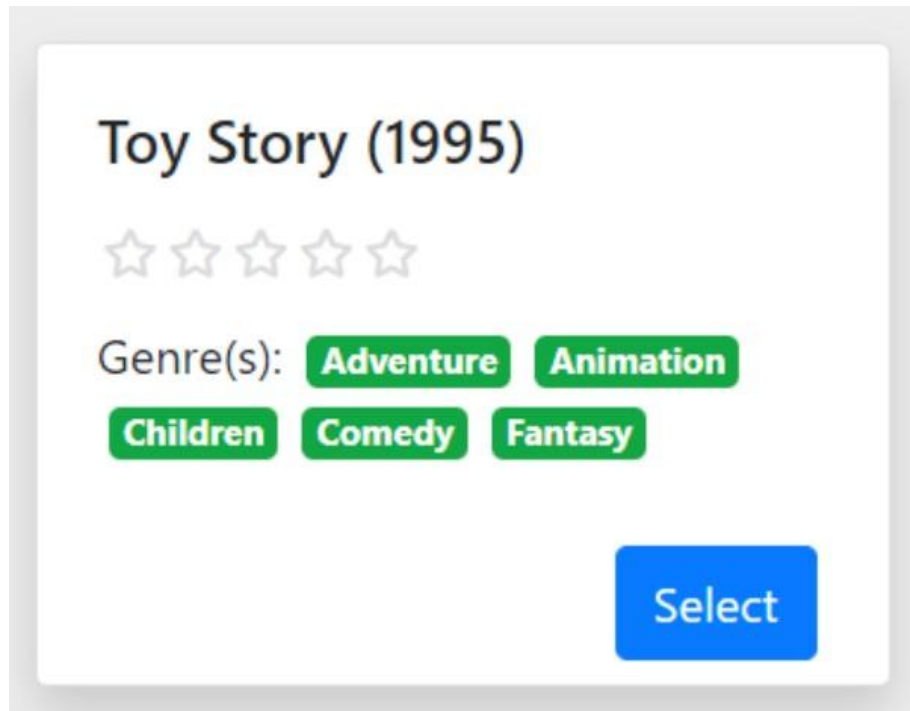 Toy Story (1995)
Genre(s): Adventure Animation
Children Comedy Fantasy
Select